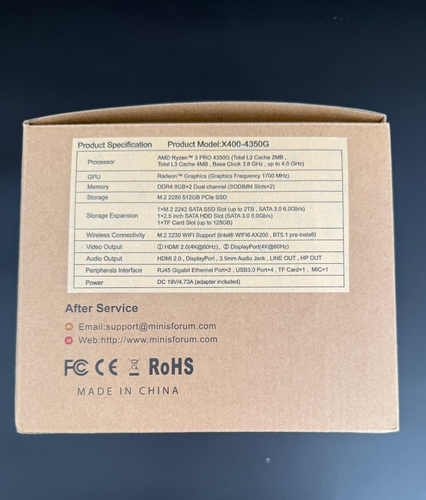 Product Specification Product Model:X400-4350G
Processor AMD Ryzen™ 3 PRO 4350G (Total L2 Cache 2MB ,
Total L3 Cache 4MB , Base Clock 3.8 GHz , up to 4.0 GHz)
GPU Radeon™ Graphics (Graphics Frequency 1700 MHz)
Memory DDR4 8GB×2 Dual channel (SODIMM Slots×2)
Storage M.2 2280 512GB PCIe SSD
Storage Expansion 1×M.2 2242 SATA SSD Slot (up to 2TB , SATA 3.0 6.0Gb/s)
1×2.5 inch SATA HDD Slot (SATA 3.0 6.0Gb/s)
1×TF Card Slot (up to 128GB)
Wireless Connectivity M.2 2230 WIFI Support (Intel® WIFI6 AX200 , BT5.1 pre-install)
Video Output ① HDMI 2.0(4K@60Hz), ② DisplayPort(4K@60Hz)
Audio Output HDMI 2.0 , DisplayPort , 3.5mm Audio Jack , LINE OUT , HP OUT
Peripherals Interface RJ45 Gigabit Ethernet Port×2 , USB3.0 Port×4 , TF Card×1 , MIC×1
Power DC 19V/4.73A (adapter included)
After Service
Email:support@minisforum.com
Web:http://www.minisforum.com
FC CE RoHS
MADE IN CHINA